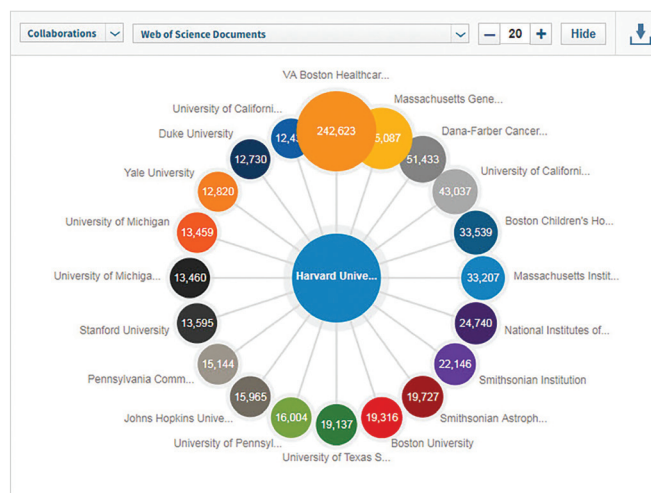 Collaborations
Web of Science Documents
20
Hide
VA Boston Healthcar...
242,623
Massachusetts Gene...
5,087
Dana-Farber Cancer...
51,433
University of Californi...
43,037
Boston Children's Ho...
33,539
Massachusetts Instit...
33,207
National Institutes of...
24,740
Smithsonian Institution
22,146
Smithsonian Astroph...
19,727
Boston University
19,316
University of Texas S...
19,137
University of Pennsyl...
16,004
Johns Hopkins Unive...
15,965
Pennsylvania Comm...
15,144
Stanford University
13,595
University of Michiga...
13,460
University of Michigan
13,459
Yale University
12,820
Duke University
12,730
University of Californi...
12,43
Harvard Unive...